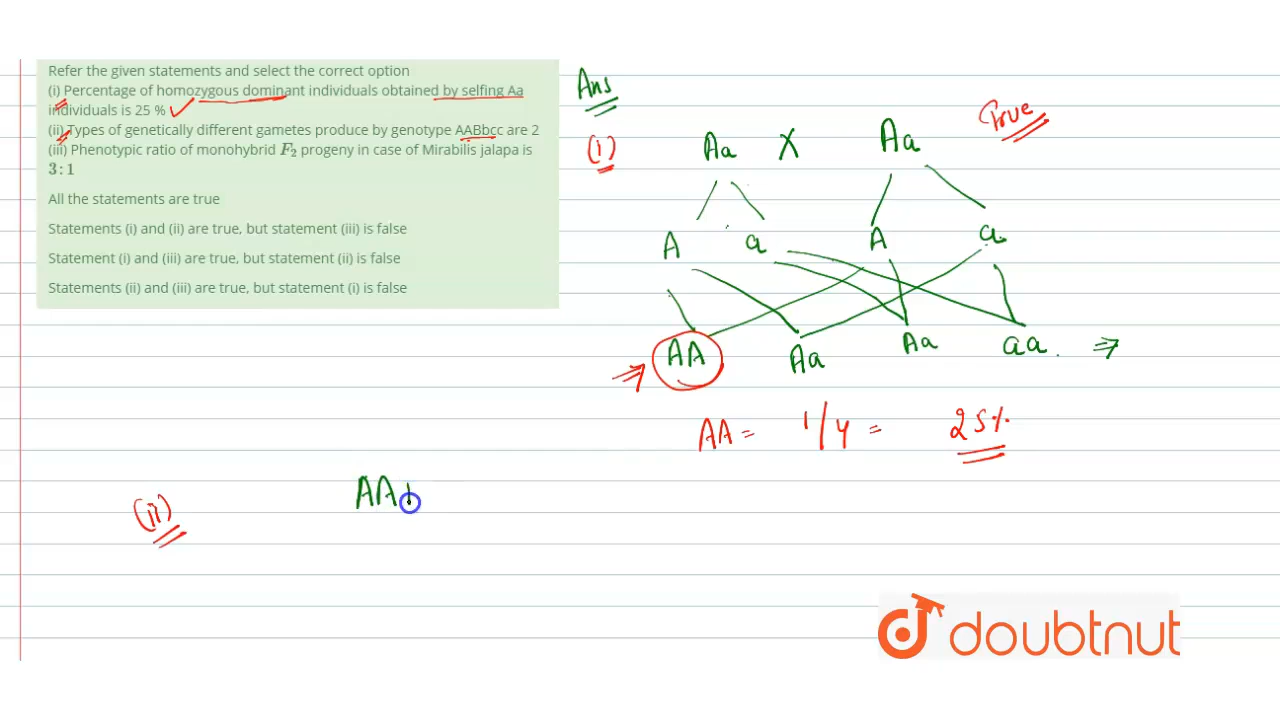 Refer the given statements and select the correct option
(i) Percentage of homozygous dominant individuals obtained by selfing Aa
individuals is 25 %
(ii) Types of genetically different gametes produce by genotype AABbcc are 2
(iii) Phenotypic ratio of monohybrid F₂ progeny in case of Mirabilis jalapa is
3 : 1
All the statements are true
Statements (i) and (ii) are true, but statement (iii) is false
Statement (i) and (iii) are true, but statement (ii) is false
Statements (ii) and (iii) are true, but statement (i) is false
Ans
True
(i) Aa X Aa
A a A a
AA Aa Aa aa ⇒
AA = 1/4 = 25%
(ii) AA
doubtnut